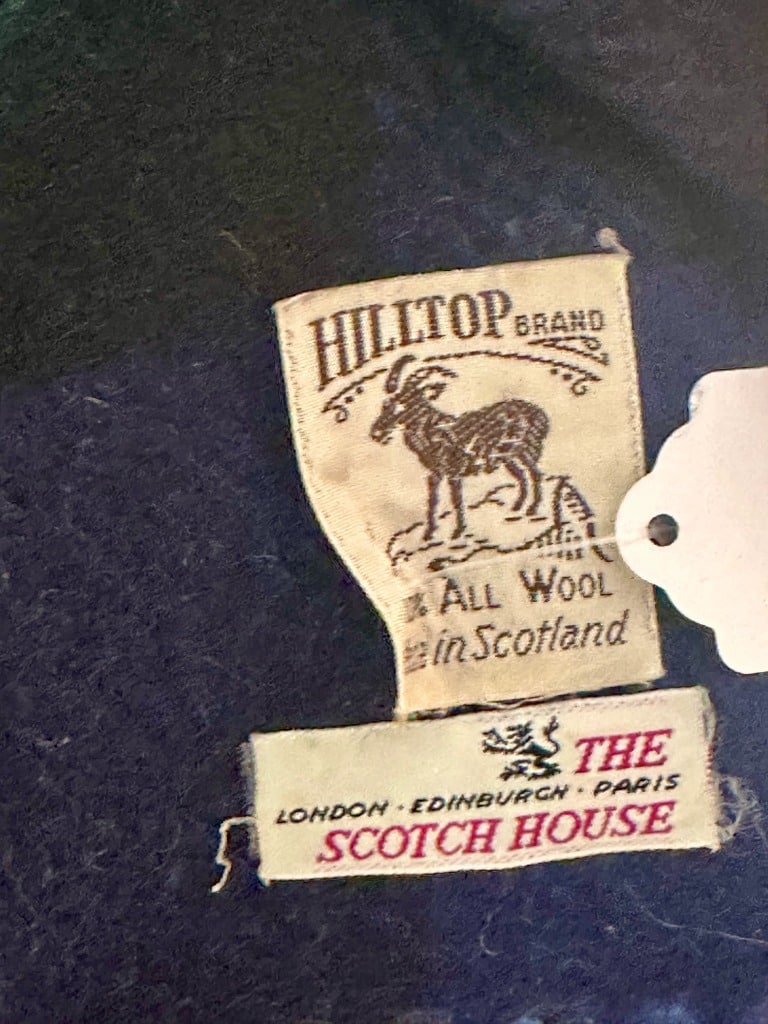 HILLTOP BRAND
% ALL WOOL
in Scotland
THE
LONDON · EDINBURGH · PARIS
SCOTCH HOUSE